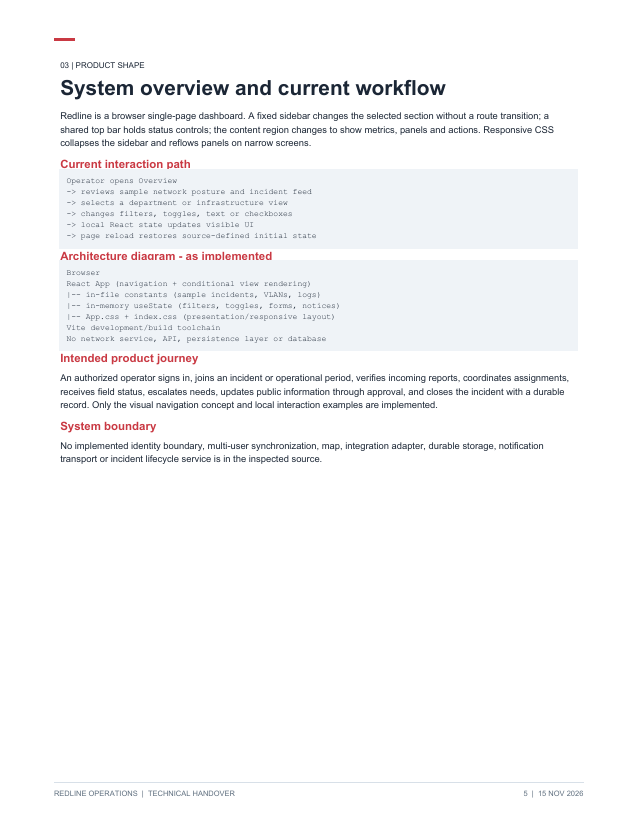 03 | PRODUCT SHAPE
System overview and current workflow
Redline is a browser single-page dashboard. A fixed sidebar changes the selected section without a route transition; a
shared top bar holds status controls; the content region changes to show metrics, panels and actions. Responsive CSS
collapses the sidebar and reflows panels on narrow screens.
Current interaction path
Operator opens Overview
-> reviews sample network posture and incident feed
-> selects a department or infrastructure view
-> changes filters, toggles, text or checkboxes
-> local React state updates visible UI
-> page reload restores source-defined initial state
Architecture diagram - as implemented
Browser
React App (navigation + conditional view rendering)
|-- in-file constants (sample incidents, VLANs, logs)
|-- in-memory useState (filters, toggles, forms, notices)
|-- App.css + index.css (presentation/responsive layout)
Vite development/build toolchain
No network service, API, persistence layer or database
Intended product journey
An authorized operator signs in, joins an incident or operational period, verifies incoming reports, coordinates assignments,
receives field status, escalates needs, updates public information through approval, and closes the incident with a durable
record. Only the visual navigation concept and local interaction examples are implemented.
System boundary
No implemented identity boundary, multi-user synchronization, map, integration adapter, durable storage, notification
transport or incident lifecycle service is in the inspected source.
REDLINE OPERATIONS | TECHNICAL HANDOVER
5 | 15 NOV 2026